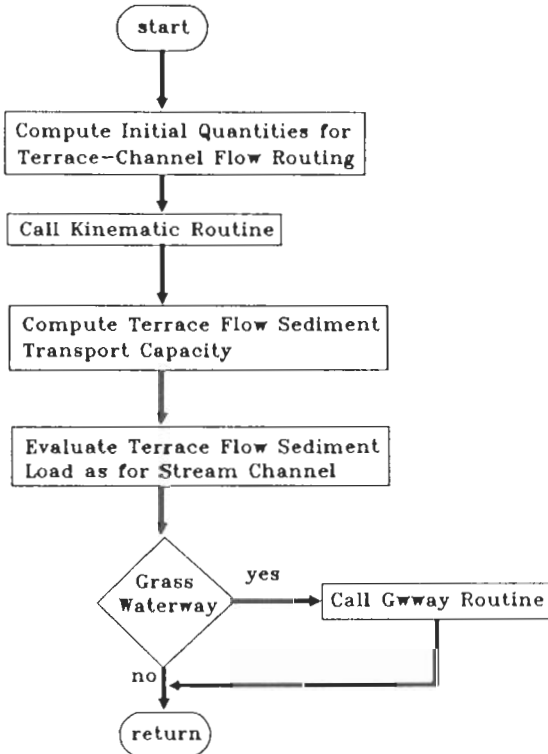 start
Compute Initial Quantities for
Terrace-Channel Flow Routing
Call Kinematic Routine
Compute Terrace Flow Sediment
Transport Capacity
Evaluate Terrace Flow Sediment
Load as for Stream Channel
Grass
Waterway
yes
Call Gwway Routine
no
return